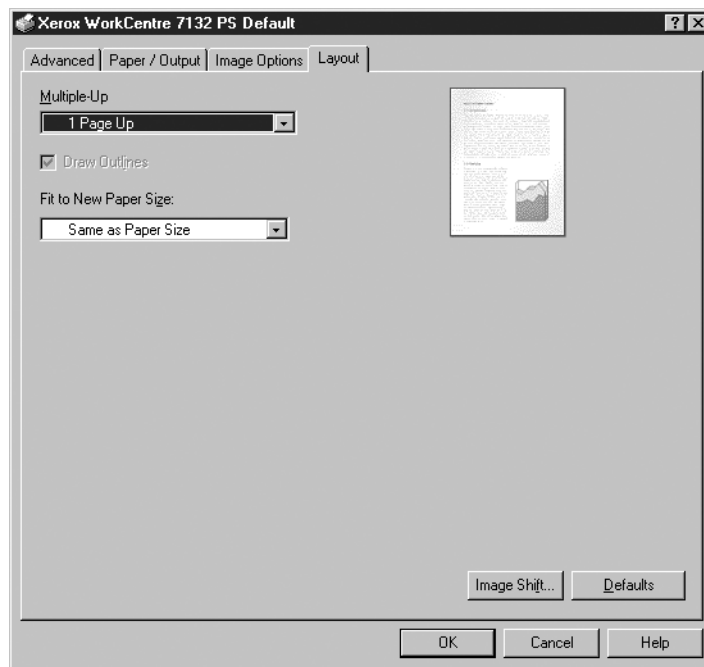 Xerox WorkCentre 7132 PS Default
Advanced Paper / Output Image Options Layout
Multiple-Up
1 Page Up
Draw Outlines
Fit to New Paper Size:
Same as Paper Size
Image Shift... Defaults
OK Cancel Help